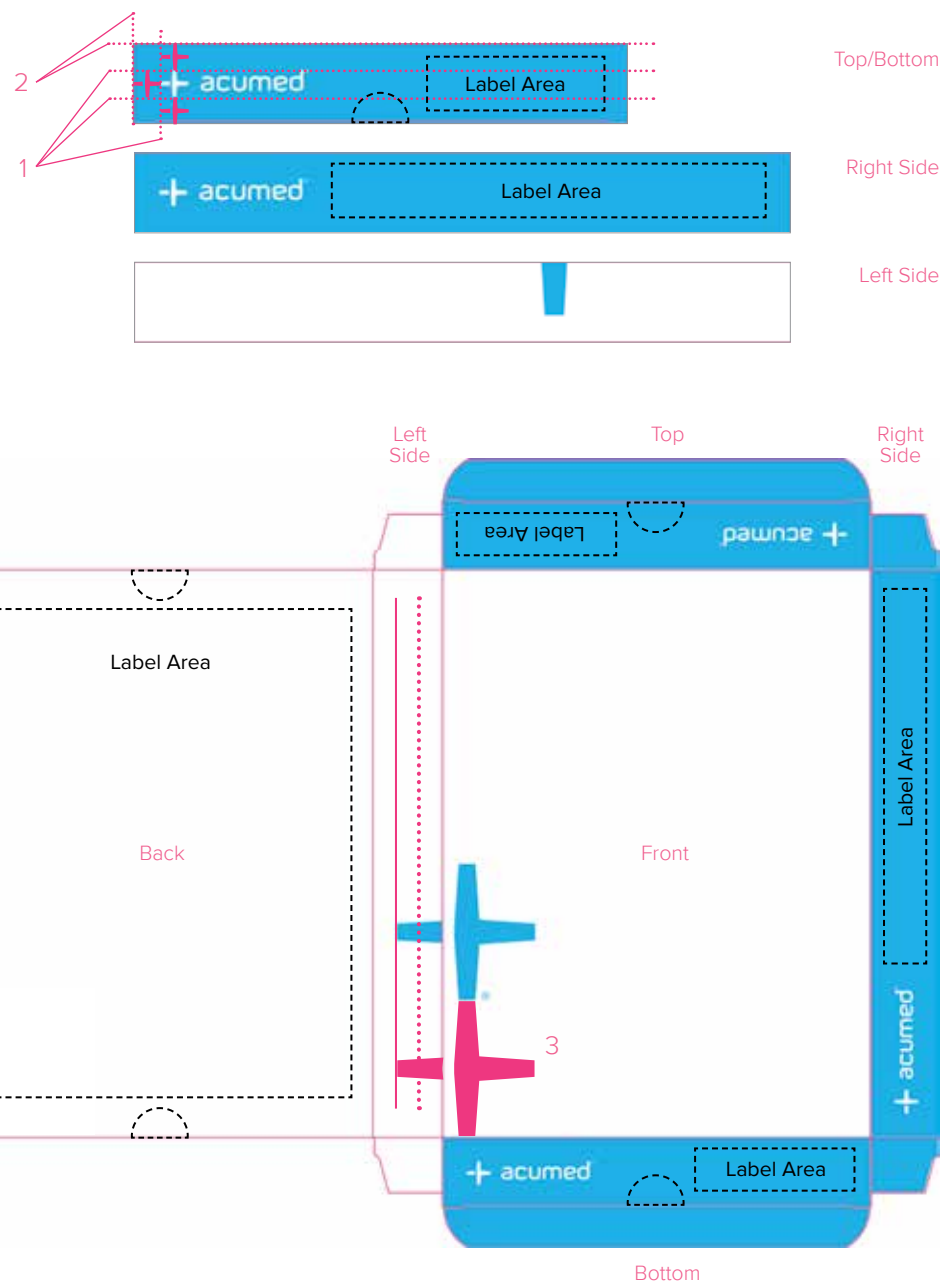 Top/Bottom
2
acumed
Label Area
1
Right Side
acumed
Label Area
Left Side
Left
Side
Top
Right
Side
Label Area
acumed
Label Area
Label Area
Back
Front
3
acumed
acumed
Label Area
Bottom